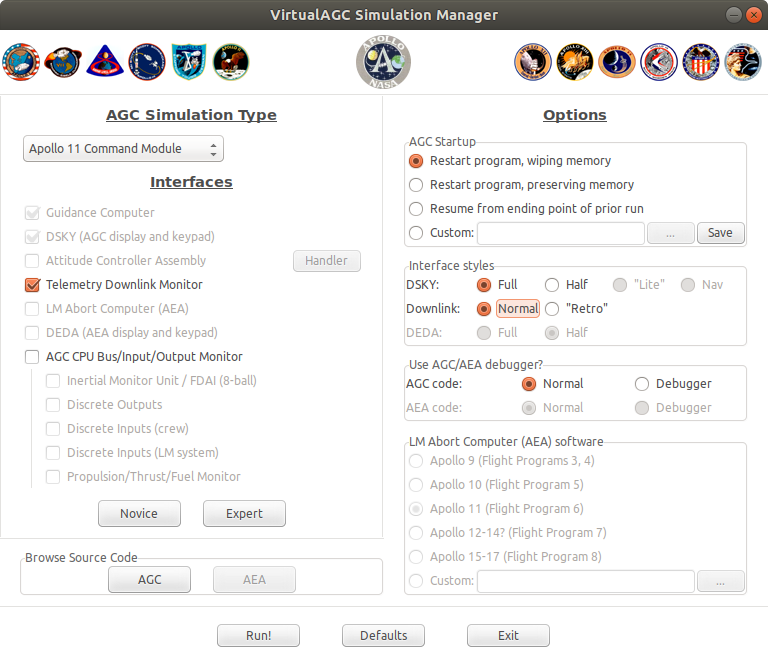 VirtualAGC Simulation Manager
APOLLO
NASA
AGC Simulation Type
Apollo 11 Command Module
Interfaces
Guidance Computer
DSKY (AGC display and keypad)
Attitude Controller Assembly
Handler
Telemetry Downlink Monitor
LM Abort Computer (AEA)
DEDA (AEA display and keypad)
AGC CPU Bus/Input/Output Monitor
Inertial Monitor Unit / FDAI (8-ball)
Discrete Outputs
Discrete Inputs (crew)
Discrete Inputs (LM system)
Propulsion/Thrust/Fuel Monitor
Novice
Expert
Browse Source Code
AGC
AEA
Options
AGC Startup
Restart program, wiping memory
Restart program, preserving memory
Resume from ending point of prior run
Custom:
...
Save
Interface styles
DSKY: Full Half "Lite" Nav
Downlink: Normal "Retro"
DEDA: Full Half
Use AGC/AEA debugger?
AGC code: Normal Debugger
AEA code: Normal Debugger
LM Abort Computer (AEA) software
Apollo 9 (Flight Programs 3, 4)
Apollo 10 (Flight Program 5)
Apollo 11 (Flight Program 6)
Apollo 12-14? (Flight Program 7)
Apollo 15-17 (Flight Program 8)
Custom:
...
Run!
Defaults
Exit